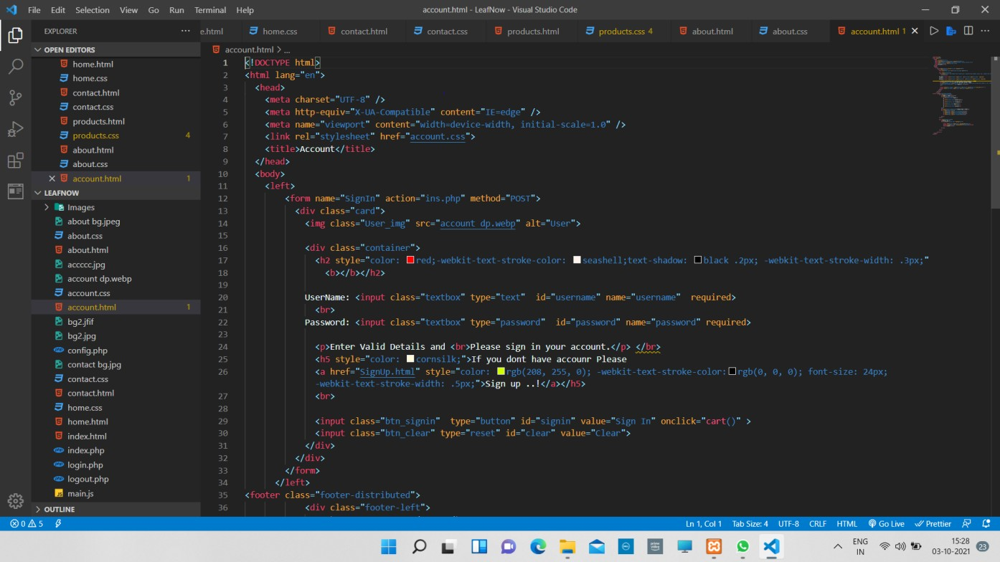 File Edit Selection View Go Run Terminal Help
account.html - LeafNow - Visual Studio Code
EXPLORER
e.html home.css contact.html contact.css products.html products.css 4 about.html about.css account.html 1
OPEN EDITORS
home.html
home.css
contact.html
contact.css
products.html
products.css 4
about.html
about.css
account.html 1
LEAFNOW
Images
about bg.jpeg
about.css
about.html
accccc.jpg
account dp.webp
account.css
account.html 1
bg2.jfif
bg2.jpg
config.php
contact bg.jpg
contact.css
contact.html
home.css
home.html
index.html
index.php
login.php
logout.php
main.js
OUTLINE
account.html > ...
1 <!DOCTYPE html>
2 <html lang="en">
3 <head>
4 <meta charset="UTF-8" />
5 <meta http-equiv="X-UA-Compatible" content="IE=edge" />
6 <meta name="viewport" content="width=device-width, initial-scale=1.0" />
7 <link rel="stylesheet" href="account.css">
8 <title>Account</title>
9 </head>
10 <body>
11 <left>
12 <form name="SignIn" action="ins.php" method="POST">
13 <div class="card">
14 <img class="User_img" src="account dp.webp" alt="User">
15
16 <div class="container">
17 <h2 style="color: red;-webkit-text-stroke-color: seashell;text-shadow: black .2px; -webkit-text-stroke-width: .3px;"
18 <b></b></h2>
19
20 UserName: <input class="textbox" type="text" id="username" name="username" required>
21 <br>
22 Password: <input class="textbox" type="password" id="password" name="password" required>
23
24 <p>Enter Valid Details and <br>Please sign in your account.</p> </br>
25 <h5 style="color: cornsilk;">If you dont have accounr Please
26 <a href="SignUp.html" style="color: rgb(208, 255, 0); -webkit-text-stroke-color: rgb(0, 0, 0); font-size: 24px;
-webkit-text-stroke-width: .5px;">Sign up ..!</a></h5>
27 <br>
28
29 <input class="btn_signin" type="button" id="signin" value="Sign In" onclick="cart()" >
30 <input class="btn_clear" type="reset" id="clear" value="Clear">
31 </div>
32 </div>
33 </form>
34 </left>
35 <footer class="footer-distributed">
36 <div class="footer-left">
0 5
Ln 1, Col 1 Tab Size: 4 UTF-8 CRLF HTML Go Live Prettier
ENG
IN
15:28
03-10-2021
23